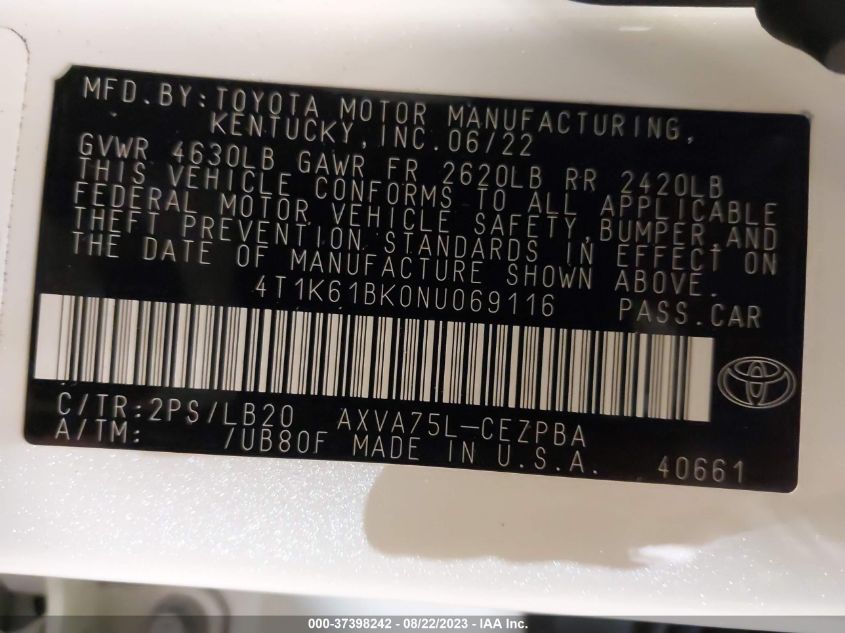 MFD.BY:TOYOTA MOTOR MANUFACTURING,
KENTUCKY,INC.06/22
GVWR 4630LB GAWR FR 2620LB RR 2420LB
THIS VEHICLE CONFORMS TO ALL APPLICABLE
FEDERAL MOTOR VEHICLE SAFETY,BUMPER,AND
THEFT PREVENTION STANDARDS IN EFFECT ON
THE DATE OF MANUFACTURE SHOWN ABOVE.
4T1K61BK0NU069116 PASS.CAR
C/TR:2PS/LB20 AXVA75L-CEZPBA
A/TM: /UB80F MADE IN U.S.A. 40661
000-37398242 - 08/22/2023 - IAA Inc.